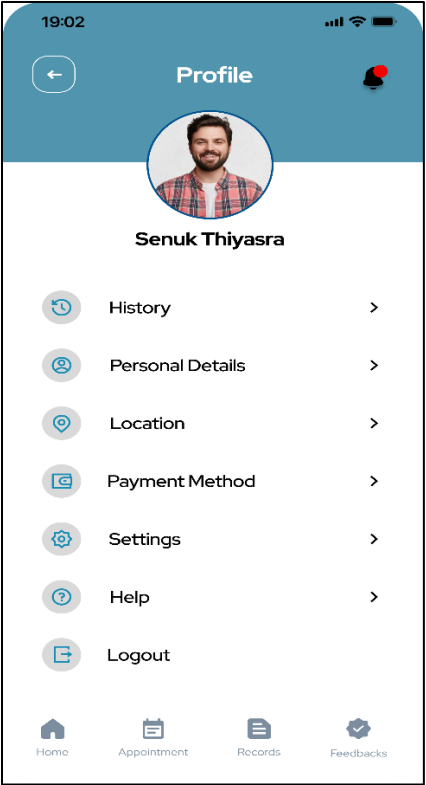 19:02
Profile
Senuk Thiyasra
History
Personal Details
Location
Payment Method
Settings
Help
Logout
Home Appointment Records Feedbacks